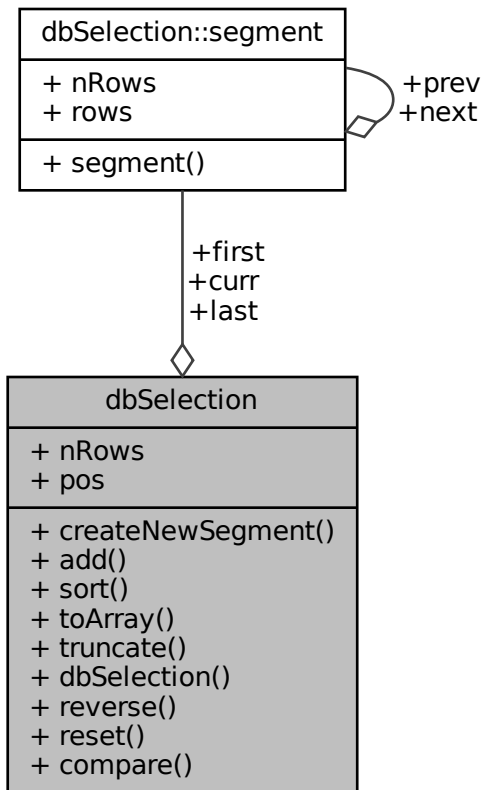 dbSelection::segment
+ nRows
+ rows
+ segment()
+prev
+next
+first
+curr
+last
dbSelection
+ nRows
+ pos
+ createNewSegment()
+ add()
+ sort()
+ toArray()
+ truncate()
+ dbSelection()
+ reverse()
+ reset()
+ compare()